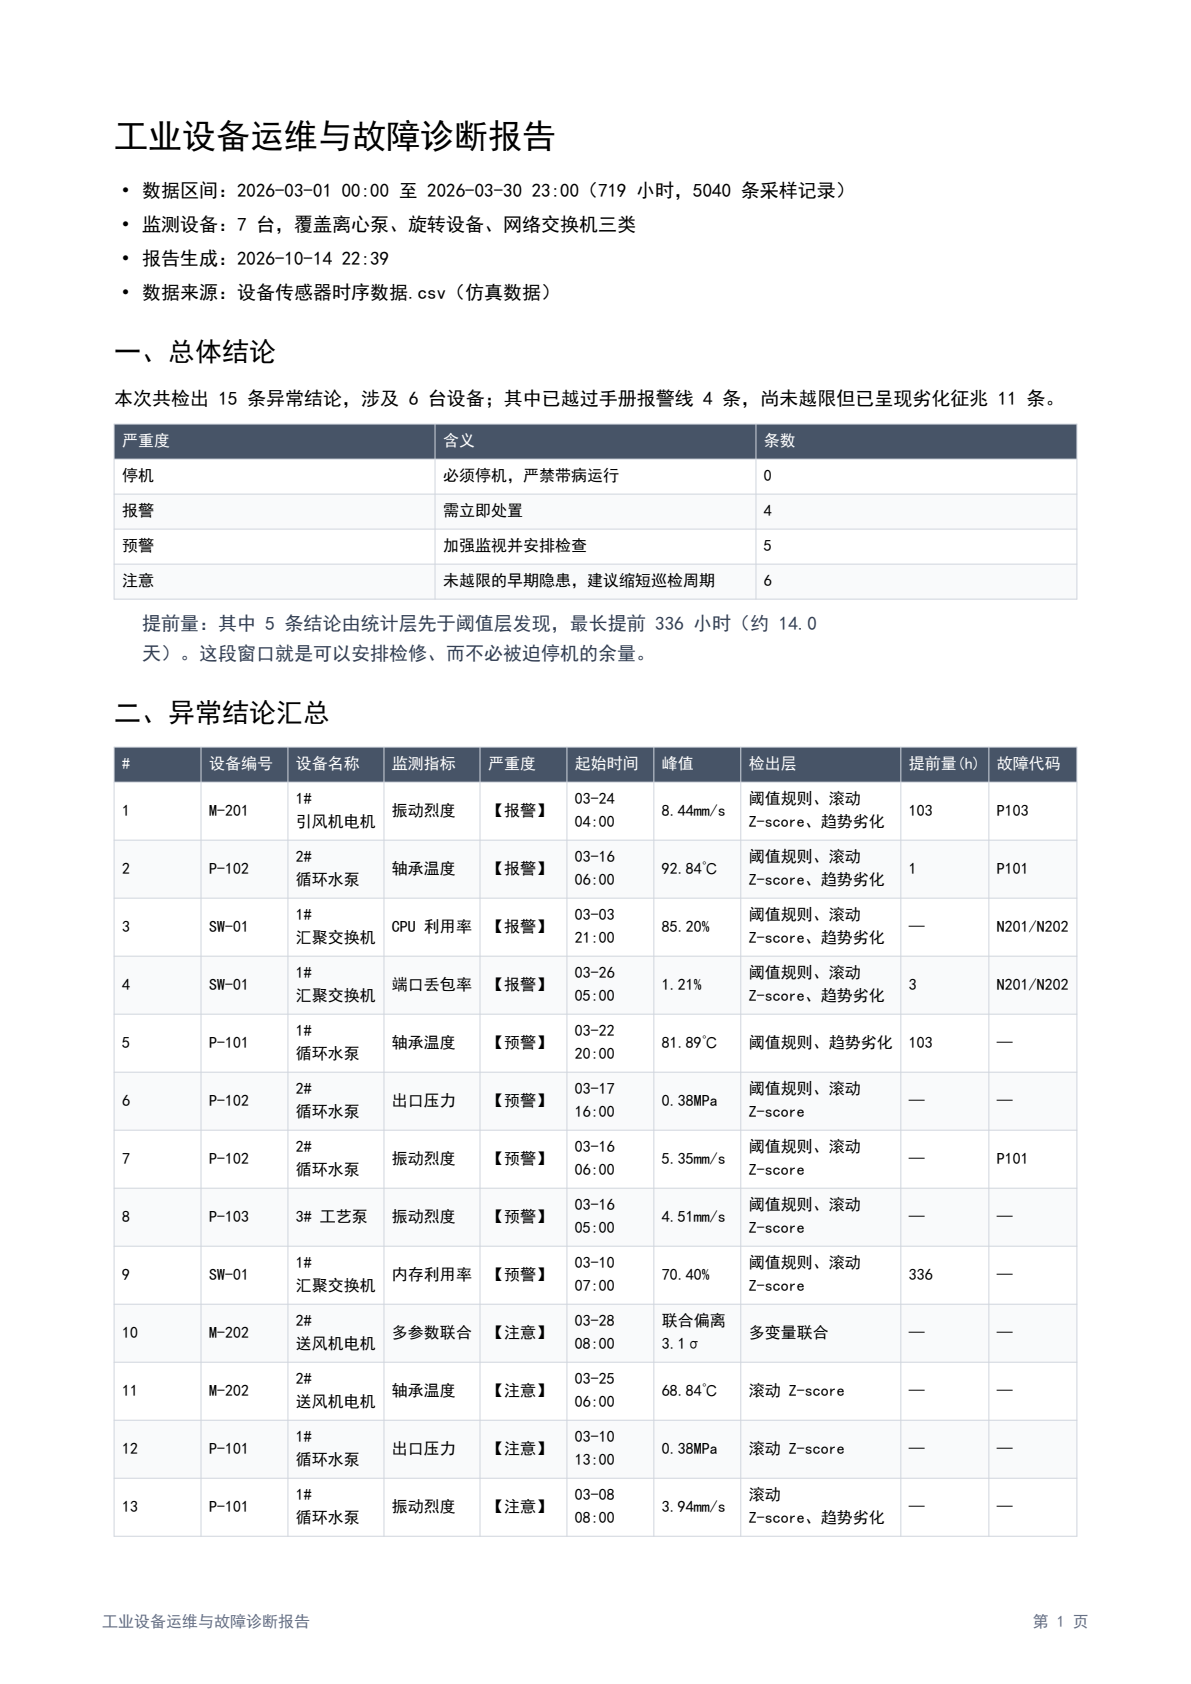 工业设备运维与故障诊断报告
• 数据区间：2026-03-01 00:00 至 2026-03-30 23:00（719 小时，5040 条采样记录）
• 监测设备：7 台，覆盖离心泵、旋转设备、网络交换机三类
• 报告生成：2026-10-14 22:39
• 数据来源：设备传感器时序数据.csv（仿真数据）
一、总体结论
本次共检出 15 条异常结论，涉及 6 台设备；其中已越过手册报警线 4 条，尚未越限但已呈现劣化征兆 11 条。
严重度 含义 条数
停机 必须停机，严禁带病运行 0
报警 需立即处置 4
预警 加强监视并安排检查 5
注意 未越限的早期隐患，建议缩短巡检周期 6
提前量：其中 5 条结论由统计层先于阈值层发现，最长提前 336 小时（约 14.0
天）。这段窗口就是可以安排检修、而不必被迫停机的余量。
二、异常结论汇总
# 设备编号 设备名称 监测指标 严重度 起始时间 峰值 检出层 提前量(h) 故障代码
1 M-201 1# 引风机电机 振动烈度 【报警】 03-24 04:00 8.44mm/s 阈值规则、滚动 Z-score、趋势劣化 103 P103
2 P-102 2# 循环水泵 轴承温度 【报警】 03-16 06:00 92.84℃ 阈值规则、滚动 Z-score、趋势劣化 1 P101
3 SW-01 1# 汇聚交换机 CPU 利用率 【报警】 03-03 21:00 85.20% 阈值规则、滚动 Z-score、趋势劣化 — N201/N202
4 SW-01 1# 汇聚交换机 端口丢包率 【报警】 03-26 05:00 1.21% 阈值规则、滚动 Z-score、趋势劣化 3 N201/N202
5 P-101 1# 循环水泵 轴承温度 【预警】 03-22 20:00 81.89℃ 阈值规则、趋势劣化 103 —
6 P-102 2# 循环水泵 出口压力 【预警】 03-17 16:00 0.38MPa 阈值规则、滚动 Z-score — —
7 P-102 2# 循环水泵 振动烈度 【预警】 03-16 06:00 5.35mm/s 阈值规则、滚动 Z-score — P101
8 P-103 3# 工艺泵 振动烈度 【预警】 03-16 05:00 4.51mm/s 阈值规则、滚动 Z-score — —
9 SW-01 1# 汇聚交换机 内存利用率 【预警】 03-10 07:00 70.40% 阈值规则、滚动 Z-score 336 —
10 M-202 2# 送风机电机 多参数联合 【注意】 03-28 08:00 联合偏离 3.1σ 多变量联合 — —
11 M-202 2# 送风机电机 轴承温度 【注意】 03-25 06:00 68.84℃ 滚动 Z-score — —
12 P-101 1# 循环水泵 出口压力 【注意】 03-10 13:00 0.38MPa 滚动 Z-score — —
13 P-101 1# 循环水泵 振动烈度 【注意】 03-08 08:00 3.94mm/s 滚动 Z-score、趋势劣化 — —
工业设备运维与故障诊断报告 第 1 页